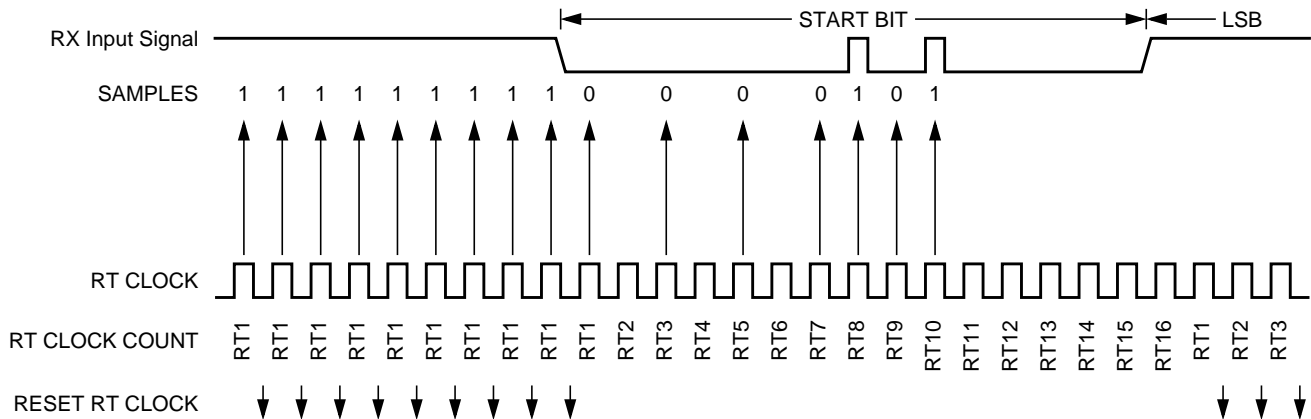 START BIT LSB
RX Input Signal
SAMPLES 1 1 1 1 1 1 1 1 1 0 0 0 0 1 0 1
RT CLOCK
RT CLOCK COUNT RT1 RT1 RT1 RT1 RT1 RT1 RT1 RT1 RT1 RT1 RT2 RT3 RT4 RT5 RT6 RT7 RT8 RT9 RT10 RT11 RT12 RT13 RT14 RT15 RT16 RT1 RT2 RT3
RESET RT CLOCK